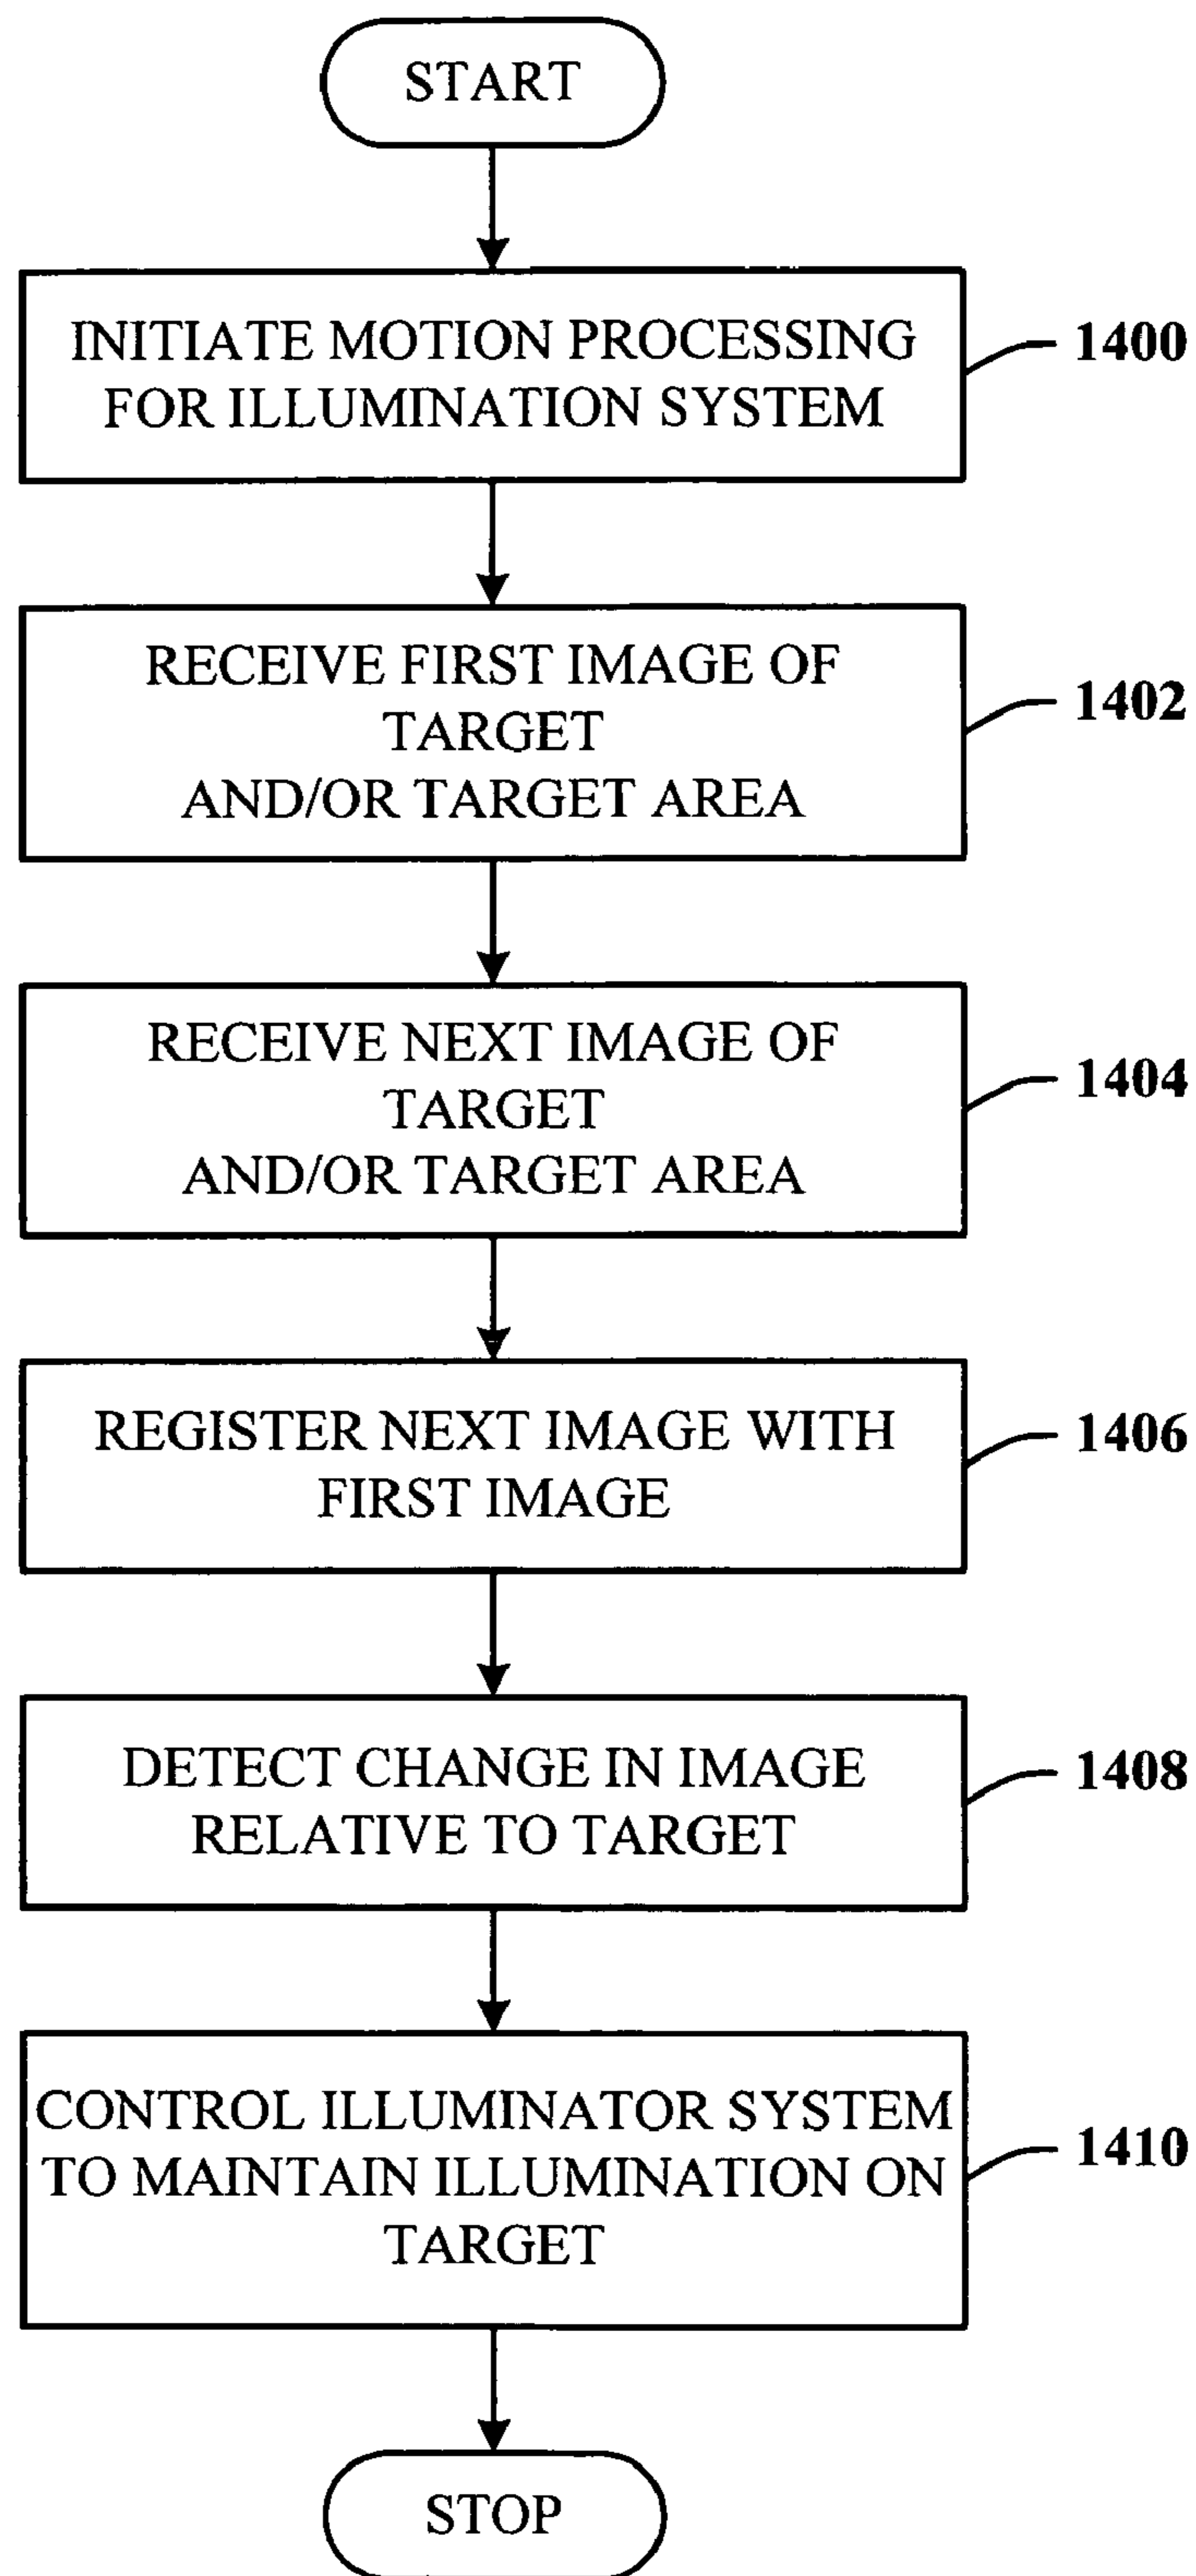 START
INITIATE MOTION PROCESSING
FOR ILLUMINATION SYSTEM
1400
RECEIVE FIRST IMAGE OF
TARGET
AND/OR TARGET AREA
1402
RECEIVE NEXT IMAGE OF
TARGET
AND/OR TARGET AREA
1404
REGISTER NEXT IMAGE WITH
FIRST IMAGE
1406
DETECT CHANGE IN IMAGE
RELATIVE TO TARGET
1408
CONTROL ILLUMINATOR SYSTEM
TO MAINTAIN ILLUMINATION ON
TARGET
1410
STOP